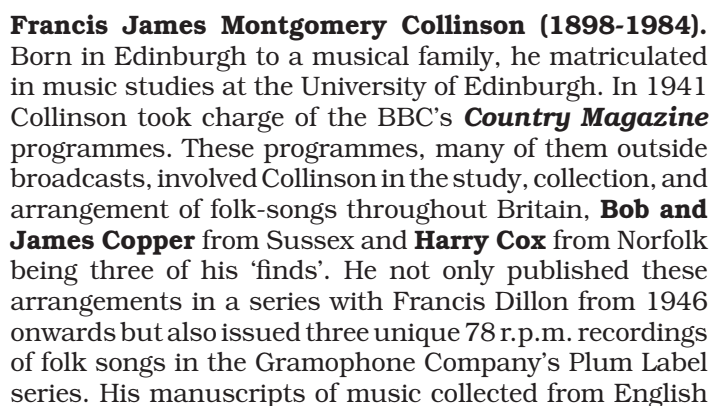 Francis James Montgomery Collinson (1898-1984).
Born in Edinburgh to a musical family, he matriculated
in music studies at the University of Edinburgh. In 1941
Collinson took charge of the BBC's Country Magazine
programmes. These programmes, many of them outside
broadcasts, involved Collinson in the study, collection, and
arrangement of folk-songs throughout Britain, Bob and
James Copper from Sussex and Harry Cox from Norfolk
being three of his 'finds'. He not only published these
arrangements in a series with Francis Dillon from 1946
onwards but also issued three unique 78 r.p.m. recordings
of folk songs in the Gramophone Company's Plum Label
series. His manuscripts of music collected from English